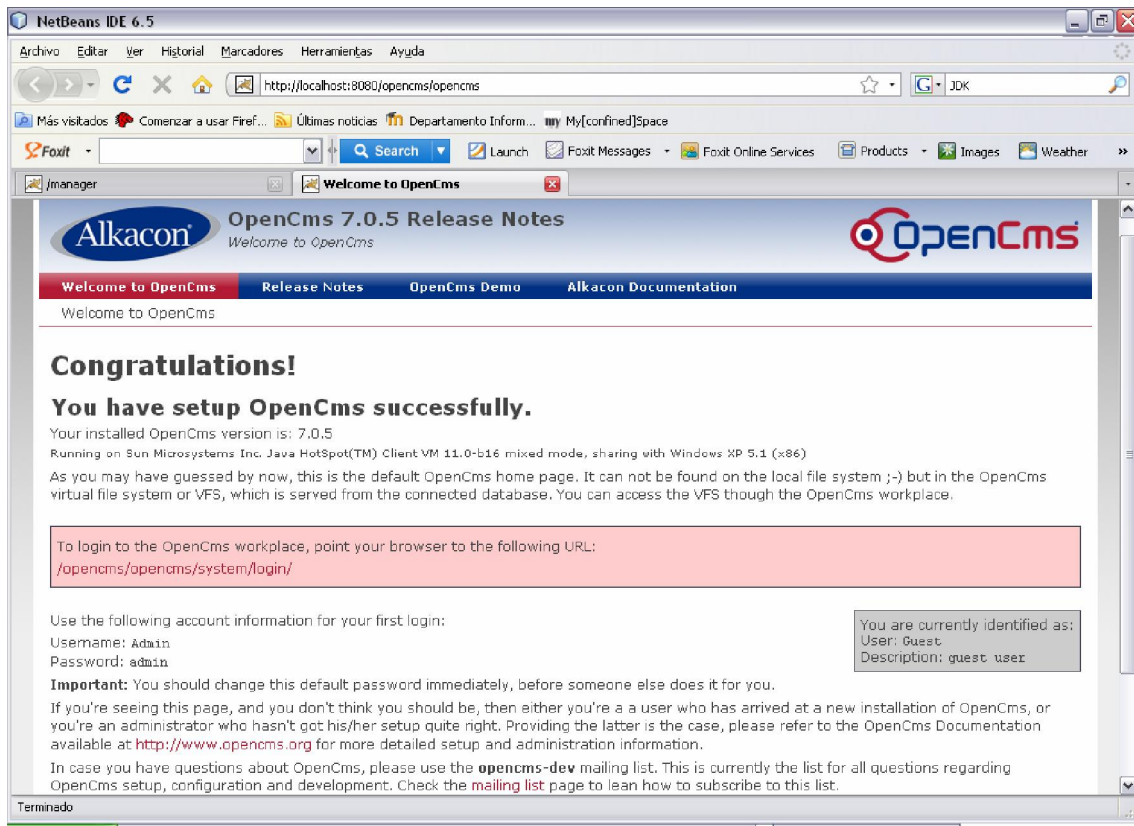 NetBeans IDE 6.5
Archivo Editar Ver Historial Marcadores Herramientas Ayuda
http://localhost:8080/opencms/opencms G JDK
Más visitados Comenzar a usar Firef... Últimas noticias Departamento Inform... My[confined]Space
Foxit Search Launch Foxit Messages Foxit Online Services Products Images Weather »
/manager Welcome to OpenCms
Alkacon OpenCms 7.0.5 Release Notes OpenCms
Welcome to OpenCms
Welcome to OpenCms Release Notes OpenCms Demo Alkacon Documentation
Welcome to OpenCms
Congratulations!
You have setup OpenCms successfully.
Your installed OpenCms version is: 7.0.5
Running on Sun Microsystems Inc. Java HotSpot(TM) Client VM 11.0-b16 mixed mode, sharing with Windows XP 5.1 (x86)
As you may have guessed by now, this is the default OpenCms home page. It can not be found on the local file system ;-) but in the OpenCms
virtual file system or VFS, which is served from the connected database. You can access the VFS though the OpenCms workplace.
To login to the OpenCms workplace, point your browser to the following URL:
/opencms/opencms/system/login/
Use the following account information for your first login:
Username: Admin
Password: admin
You are currently identified as:
User: Guest
Description: guest user
Important: You should change this default password immediately, before someone else does it for you.
If you're seeing this page, and you don't think you should be, then either you're a a user who has arrived at a new installation of OpenCms, or
you're an administrator who hasn't got his/her setup quite right. Providing the latter is the case, please refer to the OpenCms Documentation
available at http://www.opencms.org for more detailed setup and administration information.
In case you have questions about OpenCms, please use the opencms-dev mailing list. This is currently the list for all questions regarding
OpenCms setup, configuration and development. Check the mailing list page to lean how to subscribe to this list.
Terminado